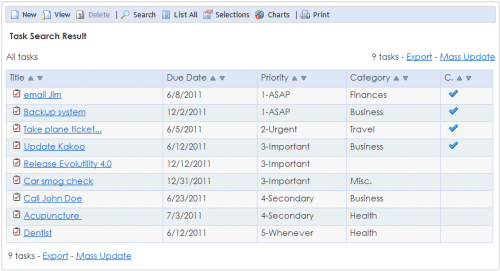 New View Delete | Search List All Selections Charts | Print
Task Search Result
All tasks 9 tasks - Export - Mass Update
Title Due Date Priority Category C.
email Jim 6/8/2011 1-ASAP Finances
Backup system 12/2/2011 1-ASAP Business
Take plane ticket... 6/5/2011 2-Urgent Travel
Update Kakoo 6/12/2011 3-Important Business
Release Evolutility 4.0 12/12/2011 3-Important
Car smog check 12/31/2011 3-Important Misc.
Call John Doe 6/23/2011 4-Secondary Business
Acupuncture 7/3/2011 4-Secondary Health
Dentist 6/12/2011 5-Whenever Health
9 tasks - Export - Mass Update